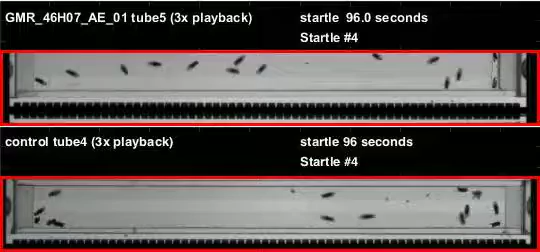 GMR_46H07_AE_01 tube5 (3x playback) startle 96.0 seconds
Startle #4
control tube4 (3x playback) startle 96 seconds
Startle #4